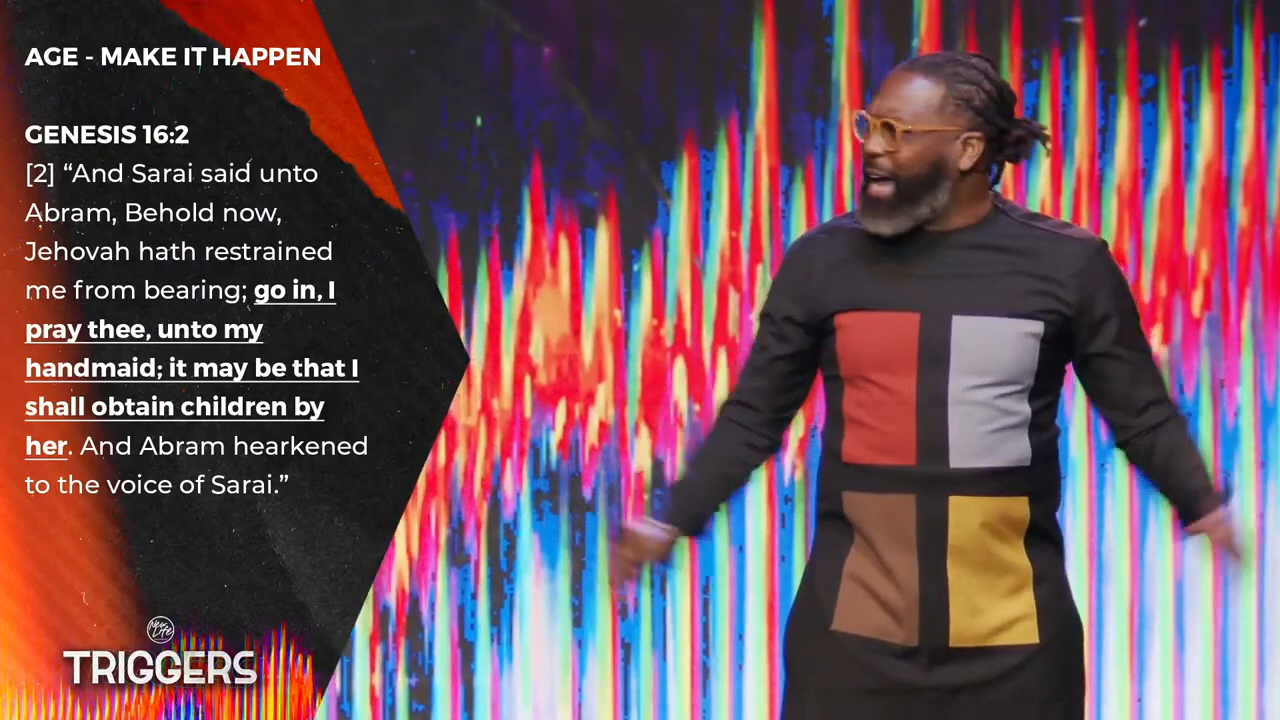 AGE - MAKE IT HAPPEN
GENESIS 16:2
[2] “And Sarai said unto
Abram, Behold now,
Jehovah hath restrained
me from bearing; go in, I
pray thee, unto my
handmaid; it may be that I
shall obtain children by
her. And Abram hearkened
to the voice of Sarai.”
New Life
TRIGGERS